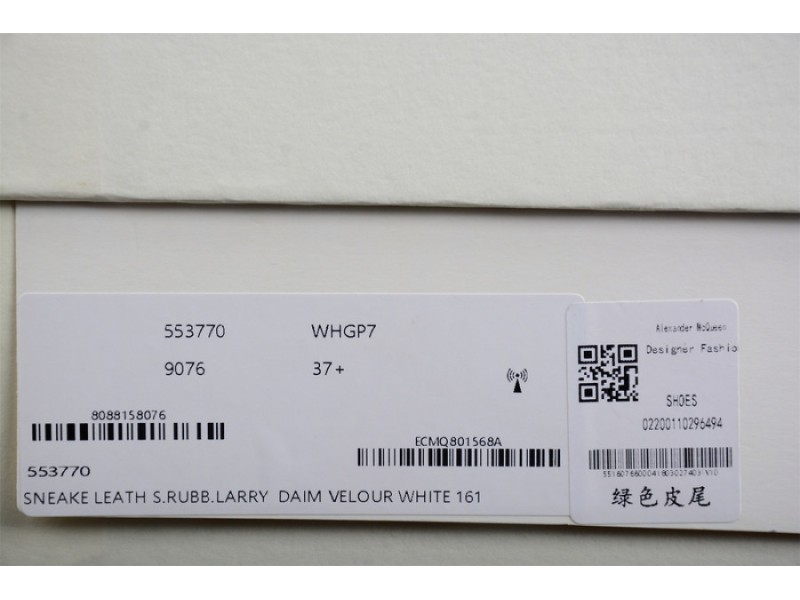 553770 WHGP7
9076 37+
8088158076
ECMQ801568A
553770
SNEAKE LEATH S.RUBB.LARRY DAIM VELOUR WHITE 161
Alexander McQueen
Designer Fashio
SHOES
02200110296494
绿色皮尾